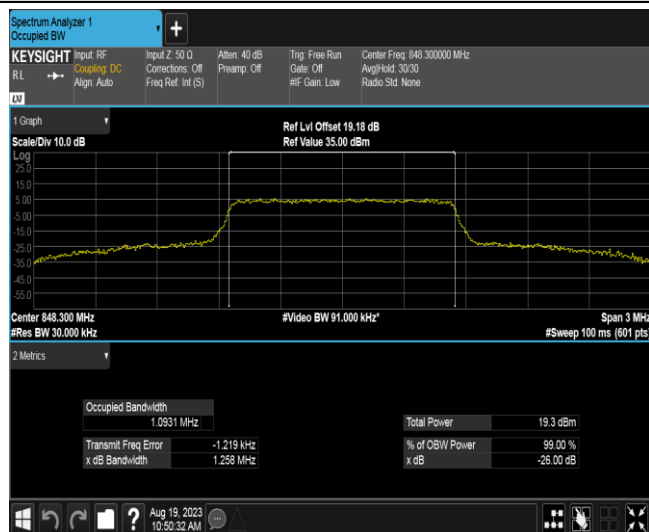 Spectrum Analyzer 1
Occupied BW
+
KEYSIGHT Input: RF Input Z: 50 Ω Atten: 40 dB Trig: Free Run Center Freq: 848.300000 MHz
RL Coupling: DC Corrections: Off Preamp: Off Gate: Off Avg|Hold: 30/30
Align: Auto Freq Ref: Int (S) #IF Gain: Low Radio Std: None
LXI
1 Graph
Ref Lvl Offset 19.18 dB
Scale/Div 10.0 dB Ref Value 35.00 dBm
Log
25.0
15.0
5.00
-5.00
-15.0
-25.0
-35.0
-45.0
-55.0
Center 848.300 MHz #Video BW 91.000 kHz* Span 3 MHz
#Res BW 30.000 kHz #Sweep 100 ms (601 pts)
2 Metrics
Occupied Bandwidth
1.0931 MHz Total Power 19.3 dBm
Transmit Freq Error -1.219 kHz % of OBW Power 99.00 %
x dB Bandwidth 1.258 MHz x dB -26.00 dB
? Aug 19, 2023
10:50:32 AM